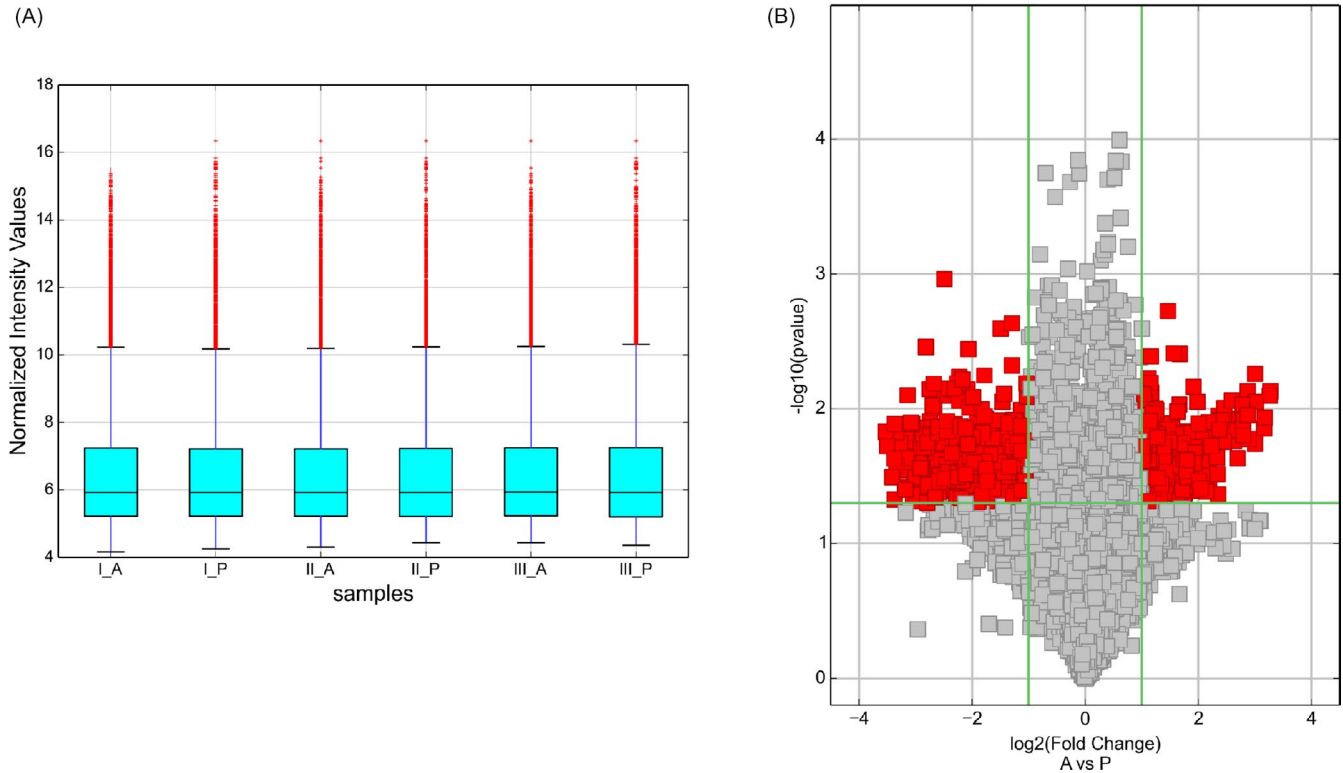 (A)
Normalized Intensity Values
18
16
14
12
10
8
6
4
I_A I_P II_A II_P III_A III_P
samples
(B)
-log10(pvalue)
4
3
2
1
0
−4 −2 0 2 4
log2(Fold Change)
A vs P